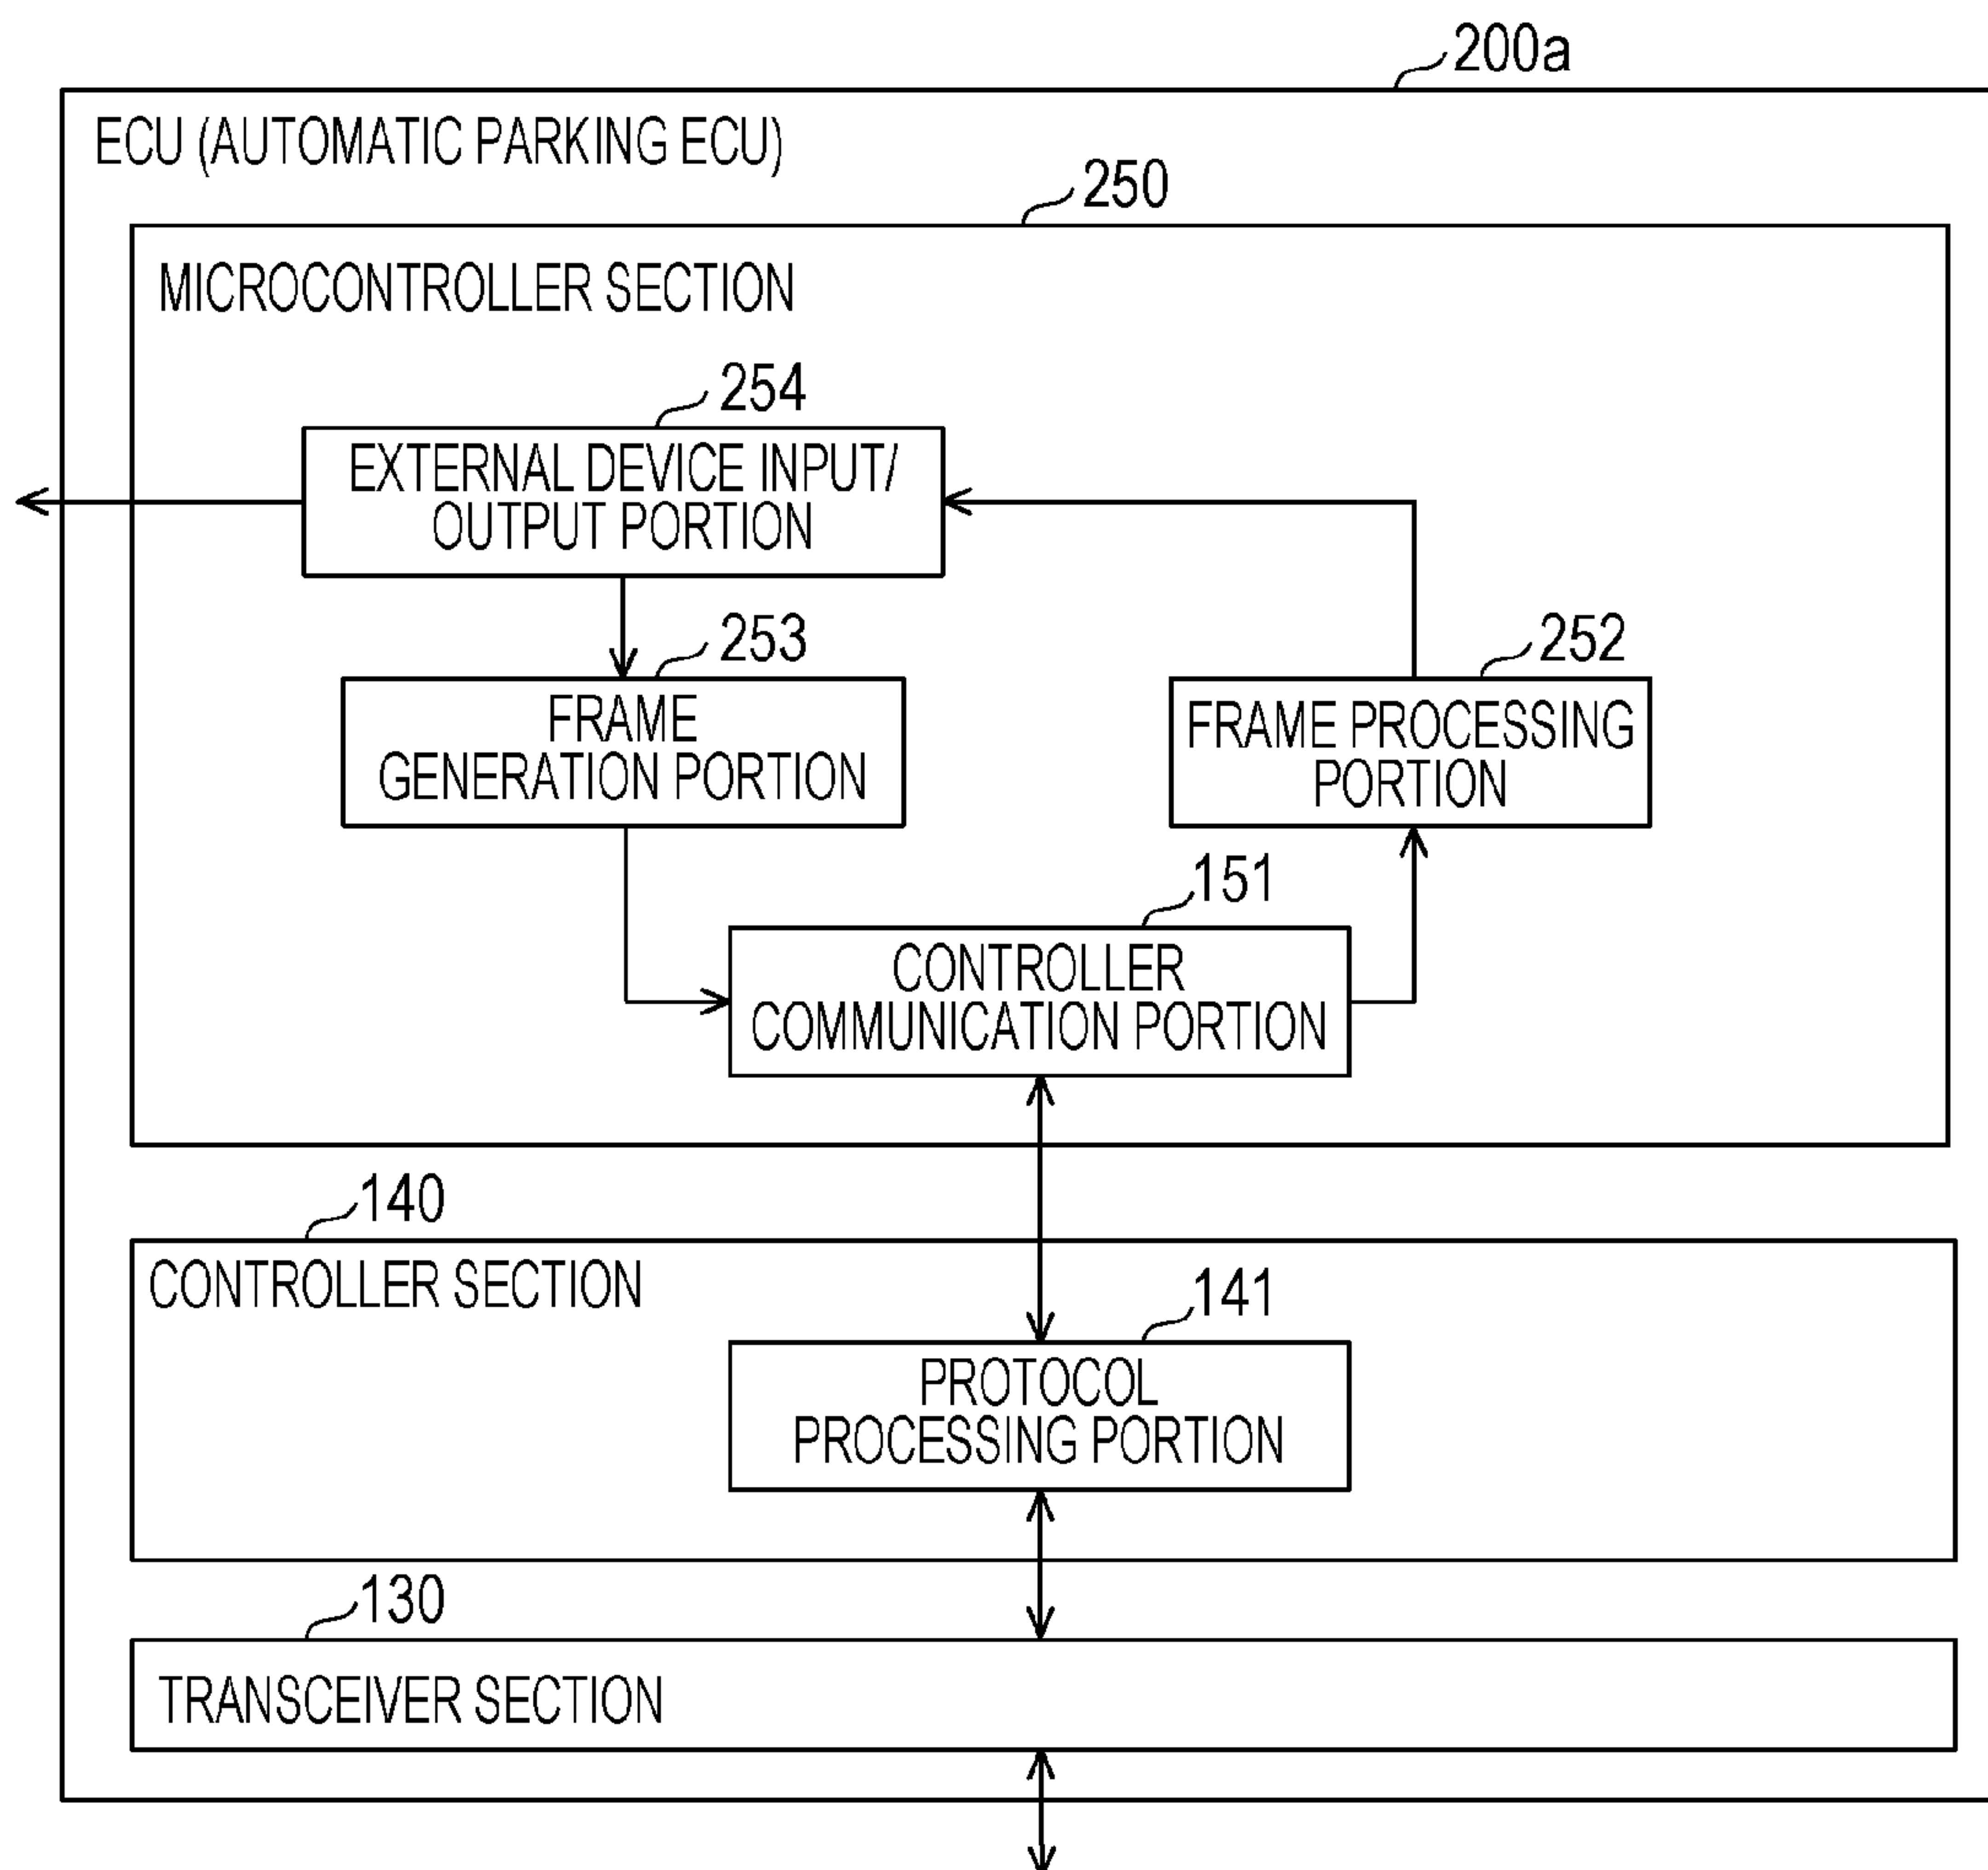 200a
ECU (AUTOMATIC PARKING ECU)
250
MICROCONTROLLER SECTION
254
EXTERNAL DEVICE INPUT/
OUTPUT PORTION
253
FRAME
GENERATION PORTION
252
FRAME PROCESSING
PORTION
151
CONTROLLER
COMMUNICATION PORTION
140
CONTROLLER SECTION
141
PROTOCOL
PROCESSING PORTION
130
TRANSCEIVER SECTION